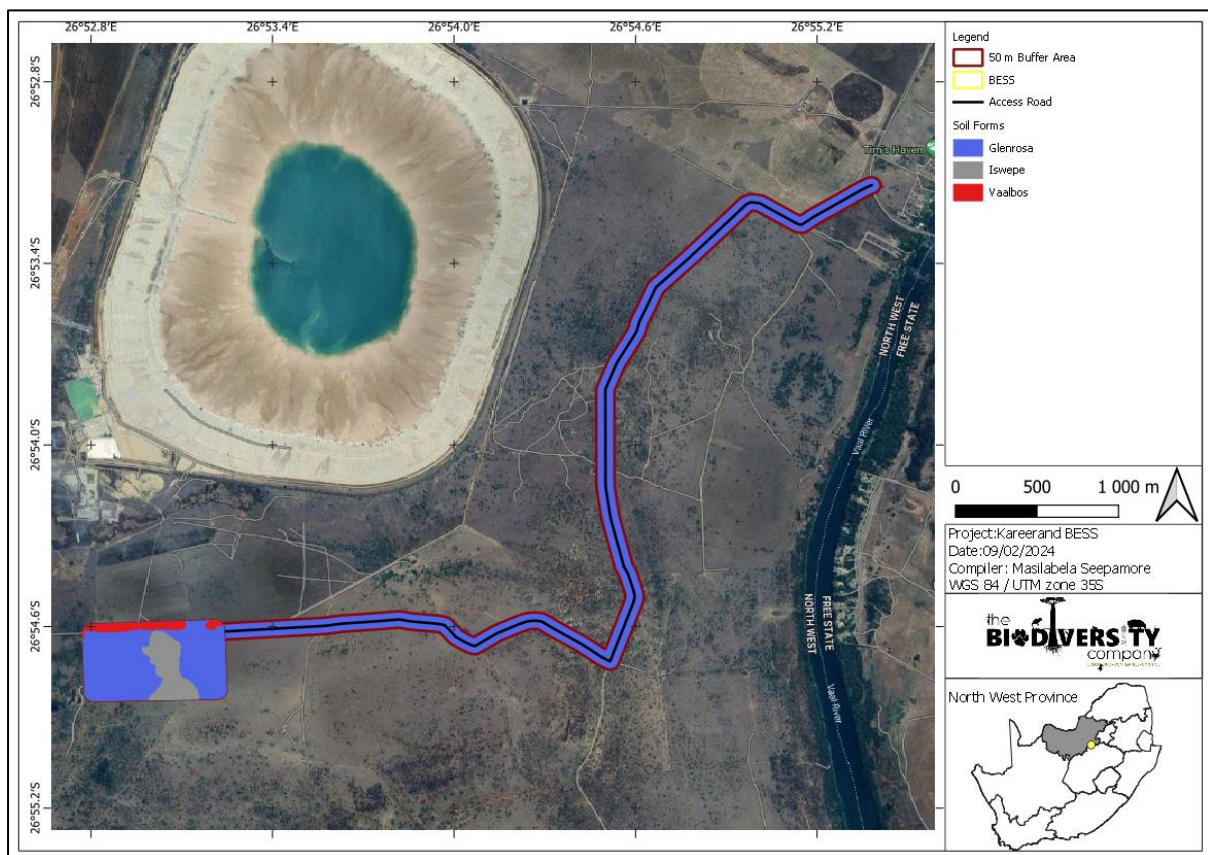 26°52.8'E 26°53.4'E 26°54.0'E 26°54.6'E 26°55.2'E
26°52.8'S
26°53.4'S
26°54.0'S
26°54.6'S
26°55.2'S
Tim's Haven
NORTH WEST
FREE STATE
Vaal River
FREE STATE
NORTH WEST
Vaal River
Legend
50 m Buffer Area
BESS
Access Road
Soil Forms
Glenrosa
Iswepe
Vaalbos
0 500 1 000 m
Project:Kareerand BESS
Date:09/02/2024
Compiler: Masilabela Seepamore
WGS 84 / UTM zone 35S
the
BIODIVERSITY
company
North West Province